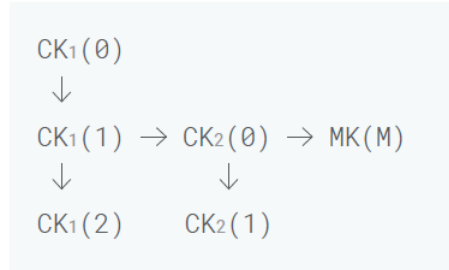 CK₁(0)
↓
CK₁(1) → CK₂(0) → MK(M)
↓ ↓
CK₁(2) CK₂(1)